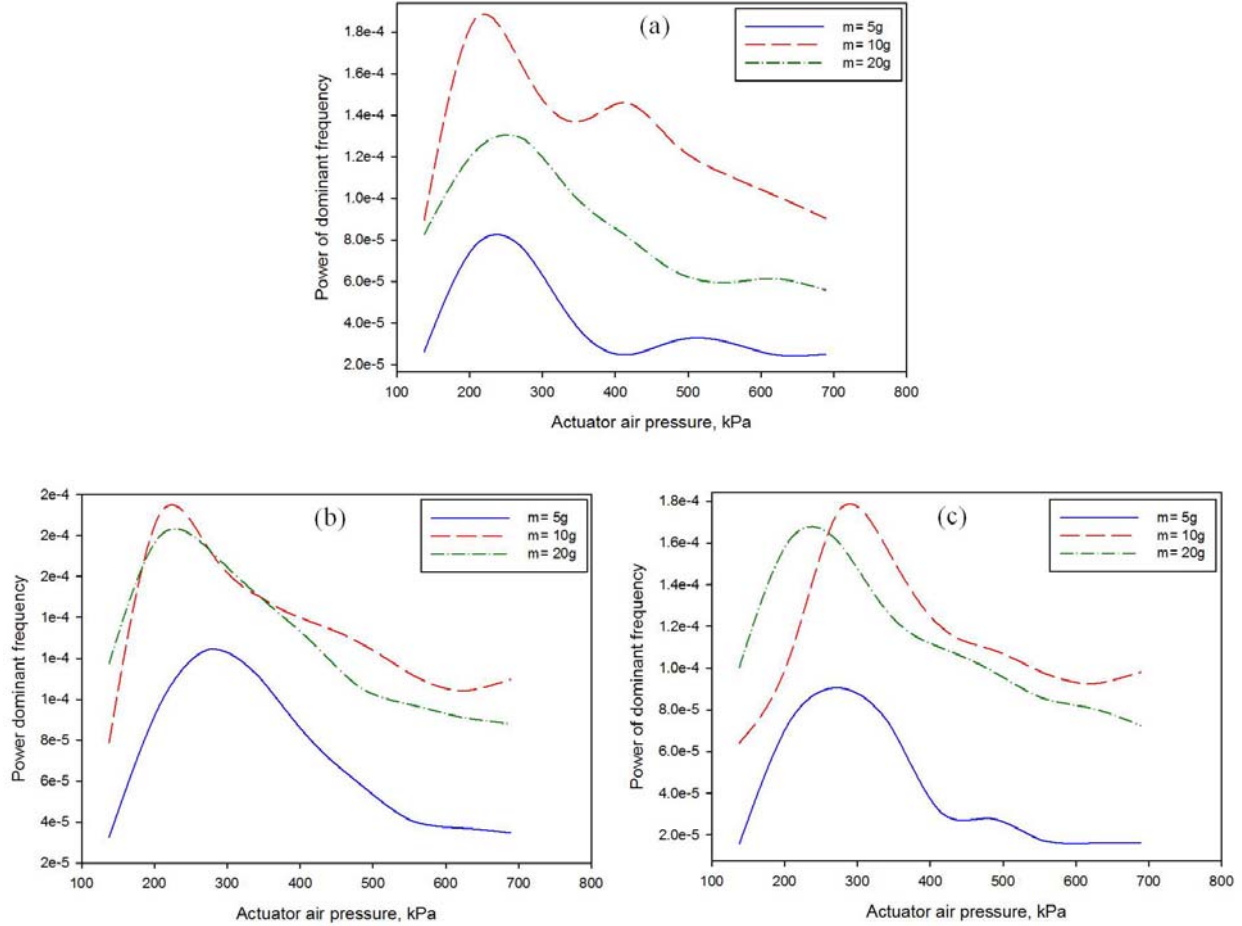 (a)
m= 5g
m= 10g
m= 20g
Power of dominant frequency
1.8e-4
1.6e-4
1.4e-4
1.2e-4
1.0e-4
8.0e-5
6.0e-5
4.0e-5
2.0e-5
100 200 300 400 500 600 700 800
Actuator air pressure, kPa
(b)
m= 5g
m= 10g
m= 20g
Power dominant frequency
2e-4
2e-4
2e-4
1e-4
1e-4
1e-4
8e-5
6e-5
4e-5
2e-5
100 200 300 400 500 600 700 800
Actuator air pressure, kPa
(c)
m= 5g
m= 10g
m= 20g
Power of dominant frequency
1.8e-4
1.6e-4
1.4e-4
1.2e-4
1.0e-4
8.0e-5
6.0e-5
4.0e-5
2.0e-5
100 200 300 400 500 600 700 800
Actuator air pressure, kPa